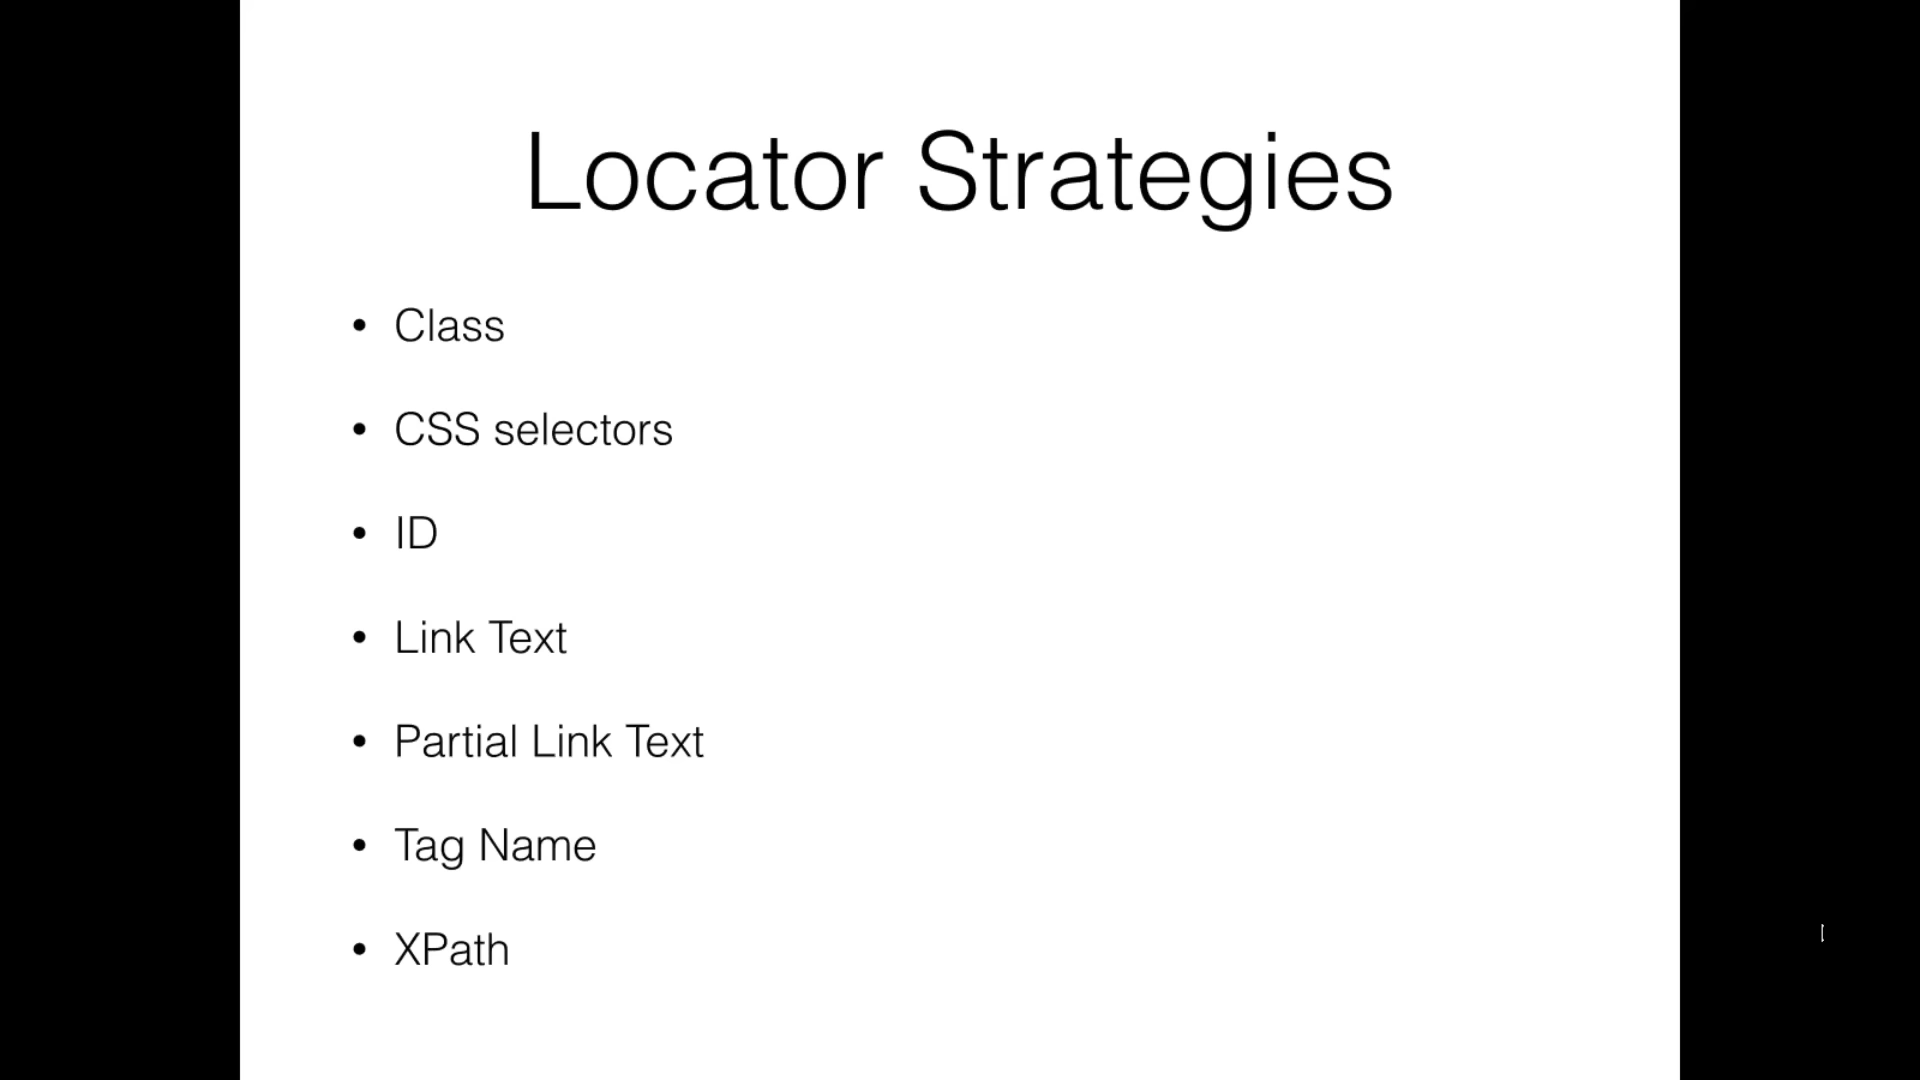 Locator Strategies
• Class
• CSS selectors
• ID
• Link Text
• Partial Link Text
• Tag Name
• XPath